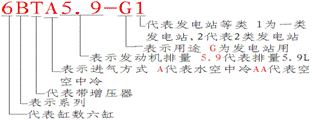 6BTA5.9-G1
代表发电站等类 1为一类
发电站,2代表2类发电站
表示用途 G为发电站用
表示发动机排量 5.9代表排量5.9L
表示进气方式 A代表水空中冷AA代表空
空中冷
代表带增压器
表示系列
代表缸数六缸